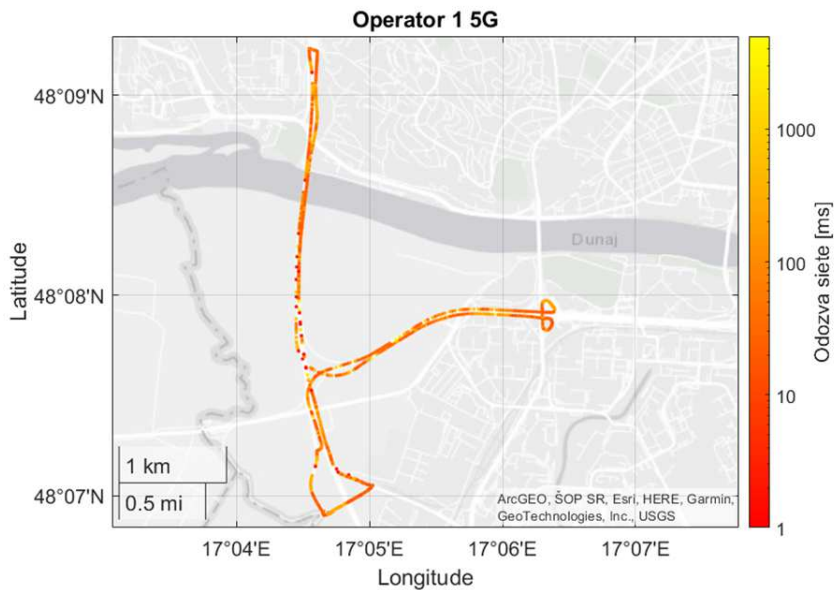 Operator 1 5G
48°09'N
48°08'N
48°07'N
Latitude
Dunaj
1 km
0.5 mi
ArcGEO, ŠOP SR, Esri, HERE, Garmin,
GeoTechnologies, Inc., USGS
17°04'E
17°05'E
17°06'E
17°07'E
Longitude
1000
100
10
1
Odozva siete [ms]